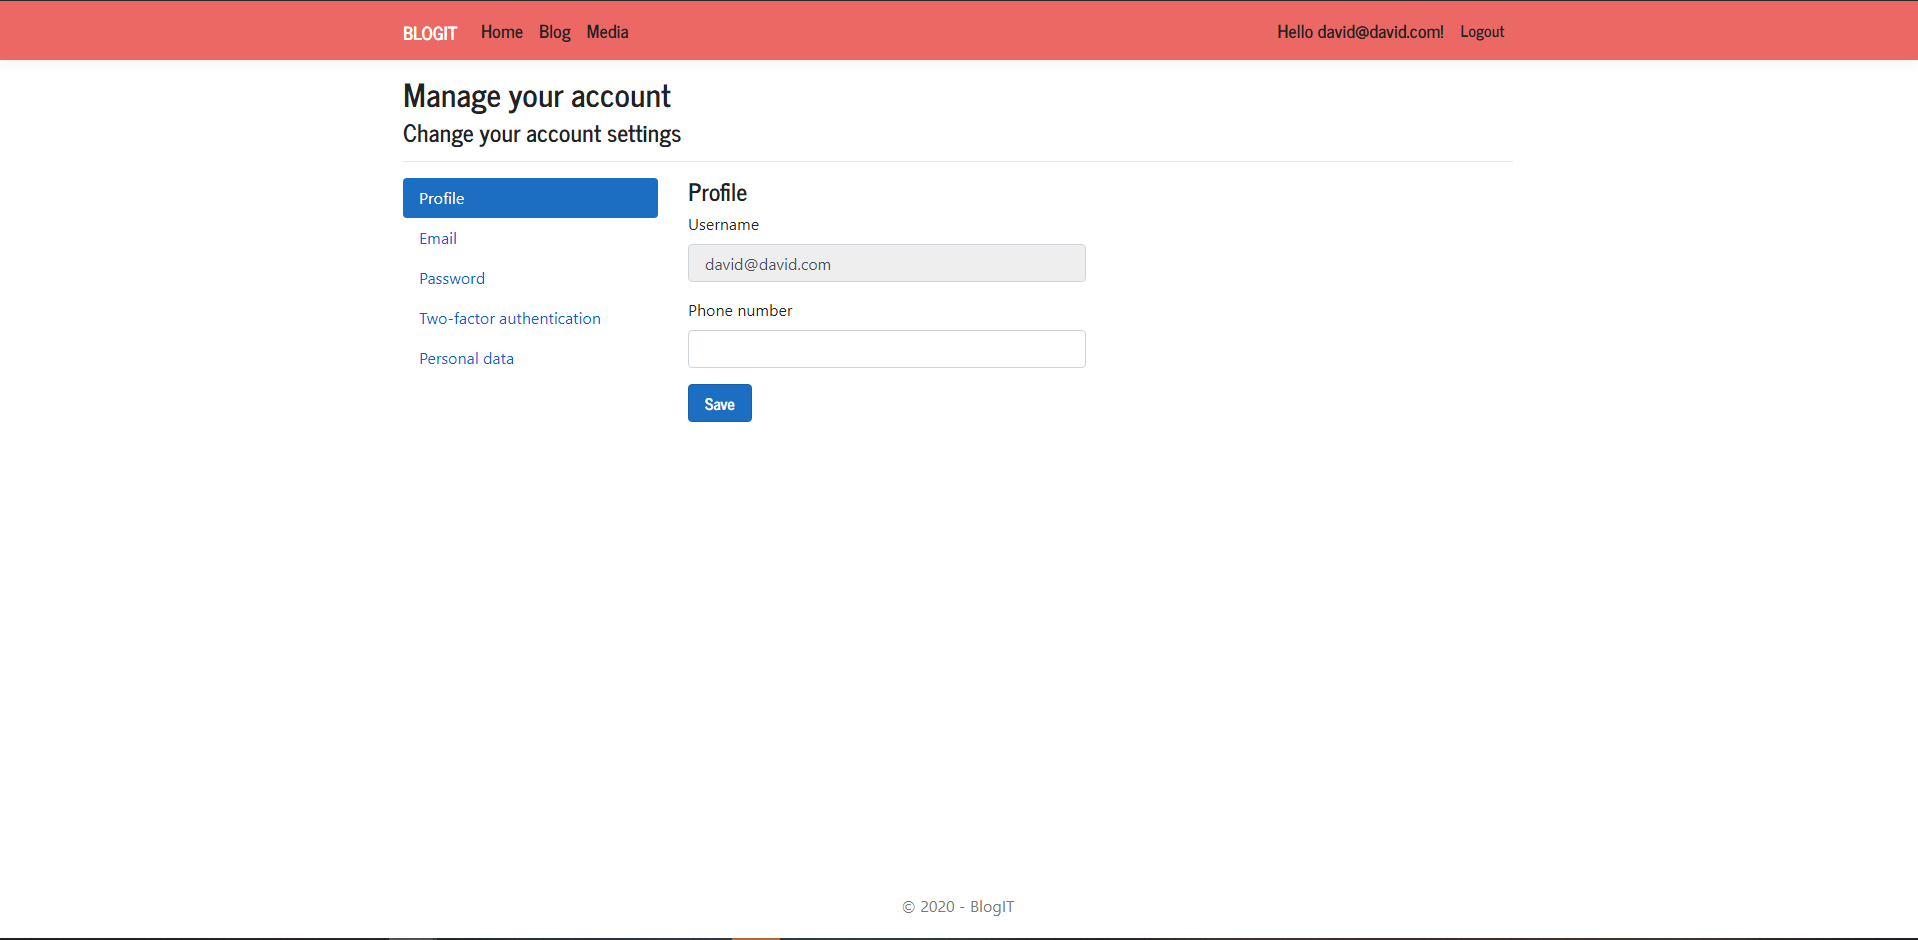 BLOGIT Home Blog Media Hello david@david.com! Logout
Manage your account
Change your account settings
Profile
Email
Password
Two-factor authentication
Personal data
Profile
Username
david@david.com
Phone number
Save
© 2020 - BlogIT